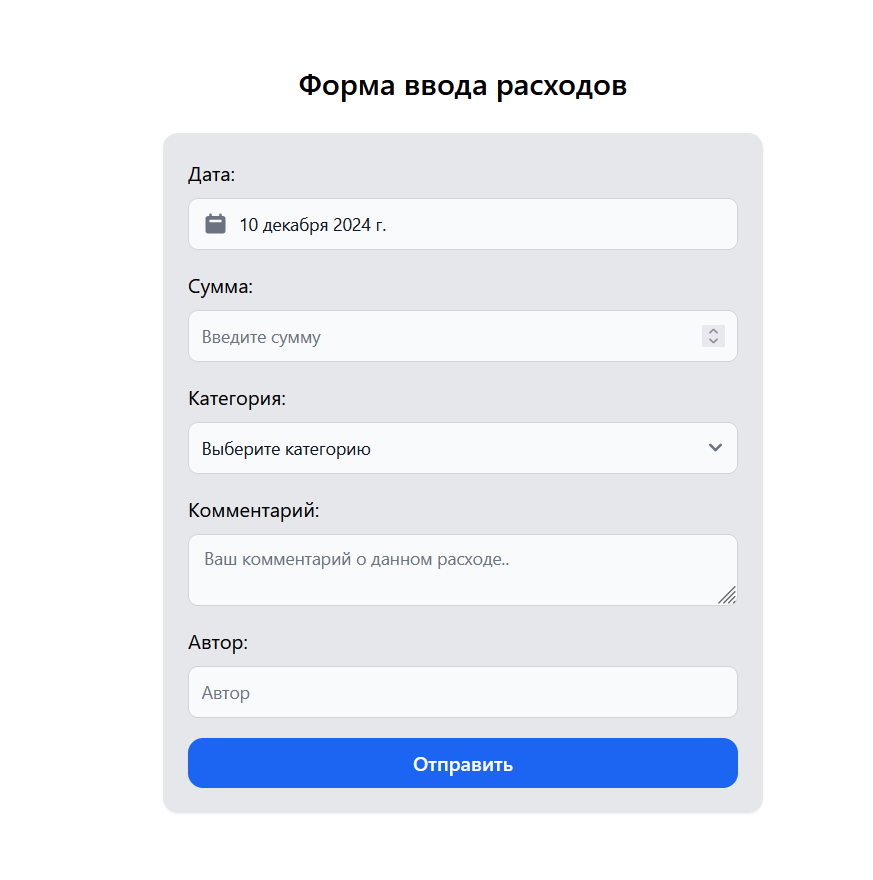 Форма ввода расходов
Дата:
10 декабря 2024 г.
Сумма:
Введите сумму
Категория:
Выберите категорию
Комментарий:
Ваш комментарий о данном расходе..
Автор:
Автор
Отправить